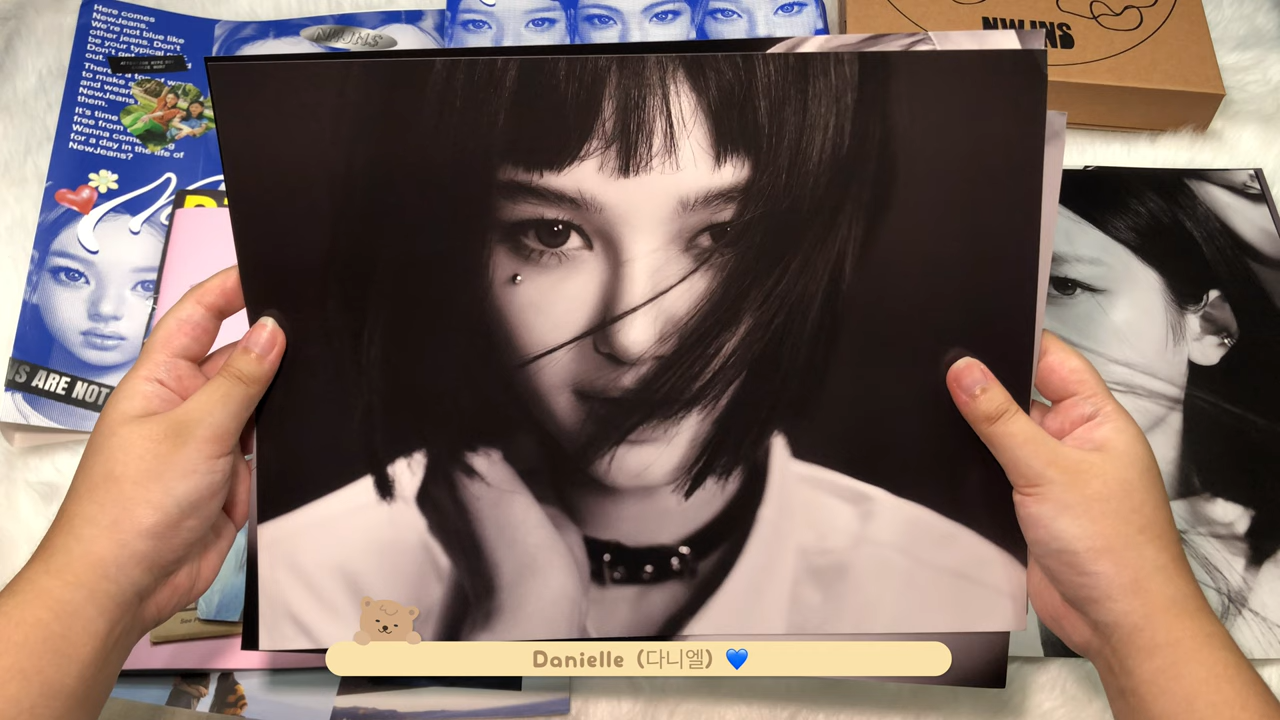 Here comes
NewJeans.
We're not blue like
other jeans. Don't
be your typical
Don't
out.
to make
and
NewJeans
them.
It's time
free from
Wanna
for a day in the life of
NewJeans?
NWJNS
NWJNS
NS ARE NOT
Danielle (다니엘) 💙